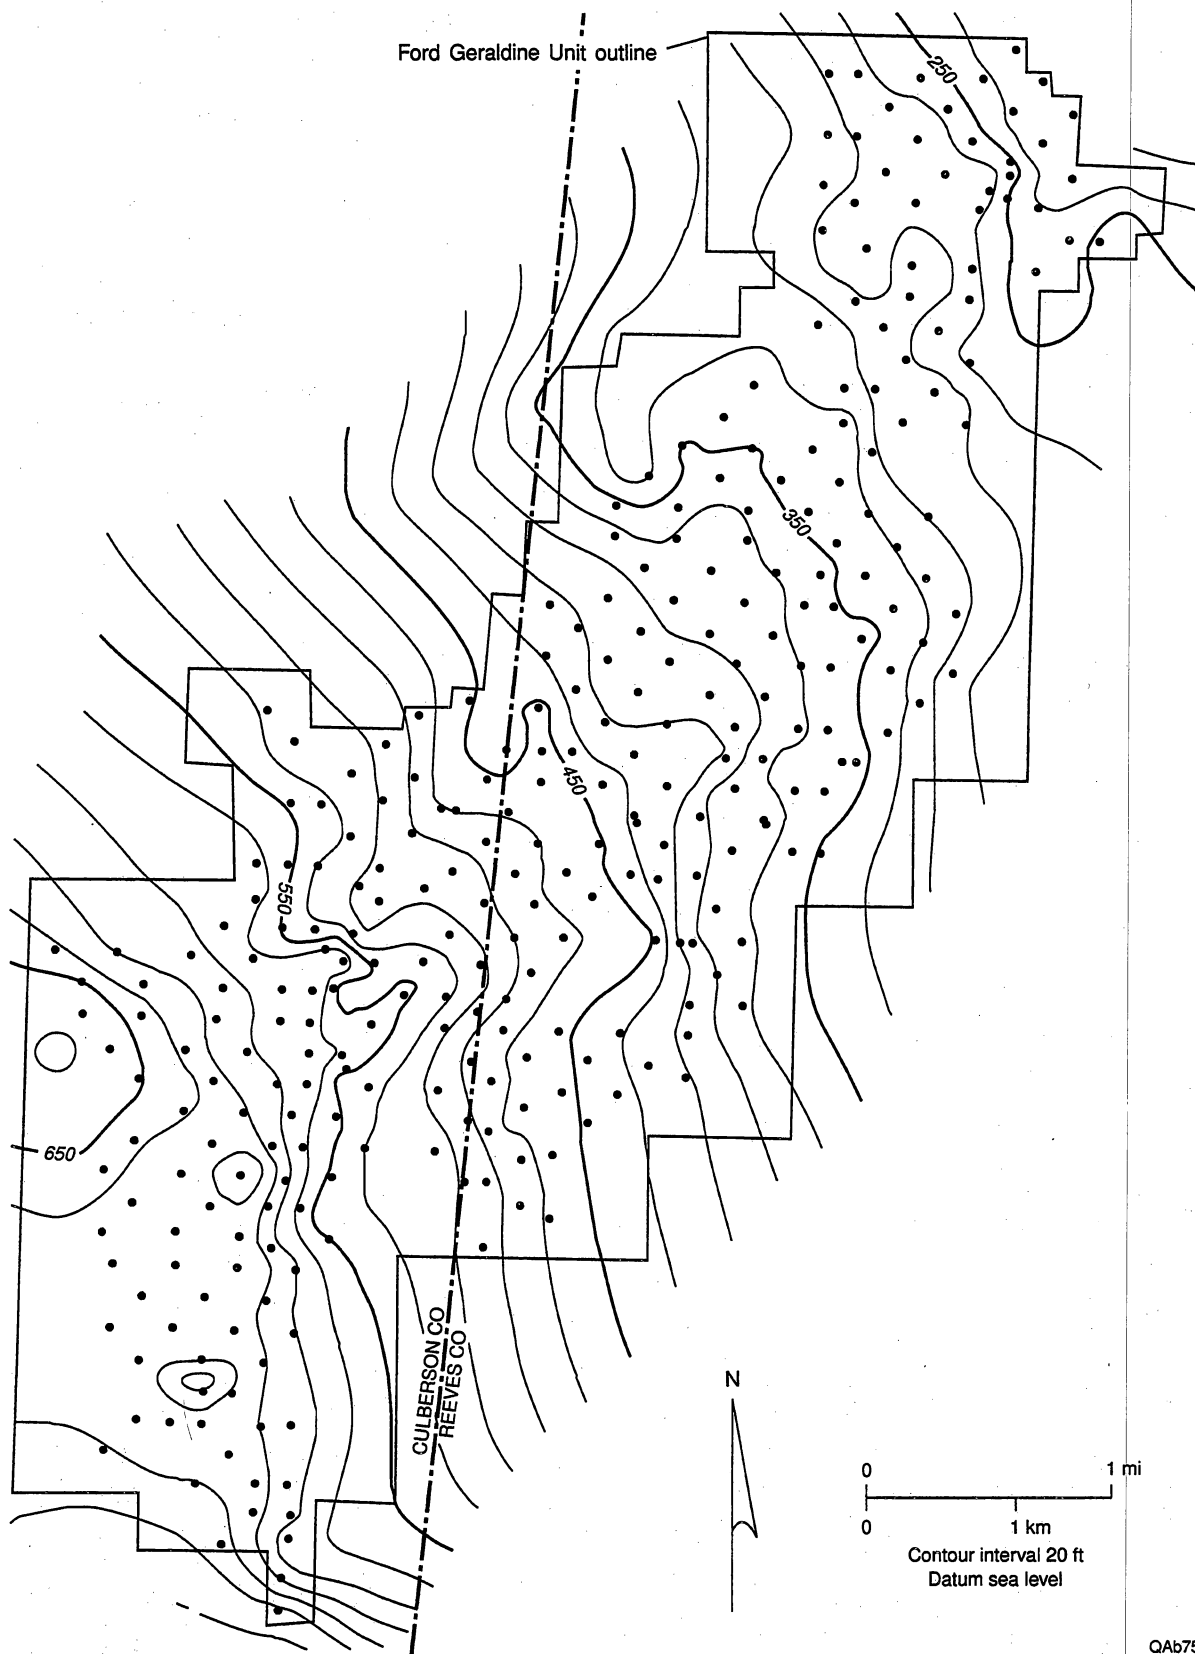 Ford Geraldine Unit outline
250
350
450
550
650
CULBERSON CO
REEVES CO
N
0 1 mi
0 1 km
Contour interval 20 ft
Datum sea level
QAb75